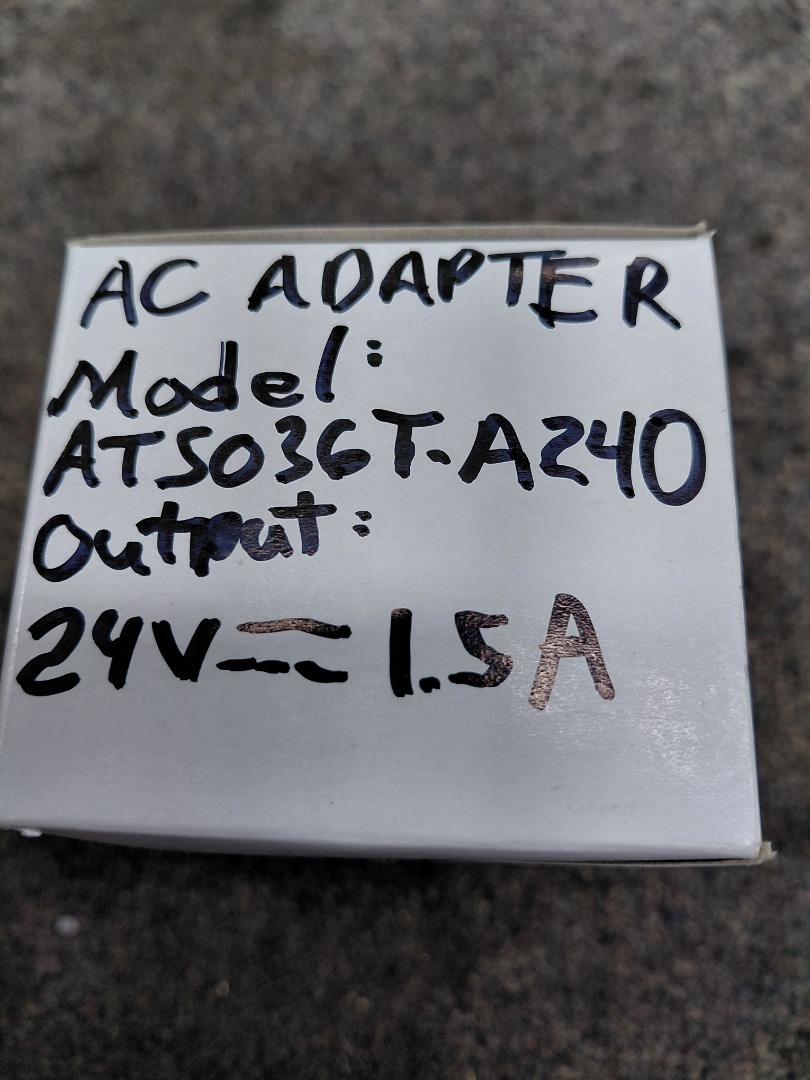 AC ADAPTER
Model:
ATS036T-A240
Output:
24V⎓1.5A